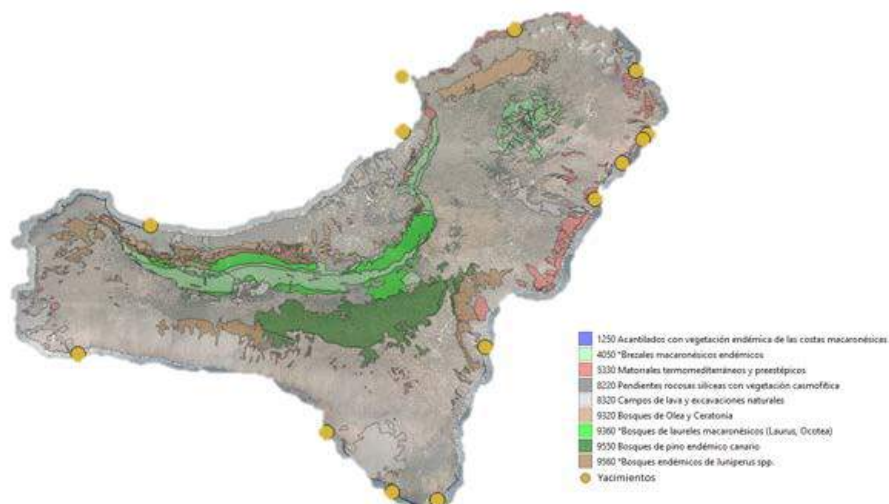 1250 Acantilados con vegetación endémica de las costas macaronésicas
4050 *Brezales macaronésicos endémicos
5330 Matorriales termomediterráneos y preestépicos
8220 Pendientes rocosas silíceas con vegetación casmofítica
8320 Campos de lava y excavaciones naturales
9320 Bosques de Olea y Ceratonia
9360 *Bosques de laureles macaronésicos (Laurus, Ocotea)
9550 Bosques de pino endémico canario
9560 *Bosques endémicos de Juniperus spp.
Yacimientos